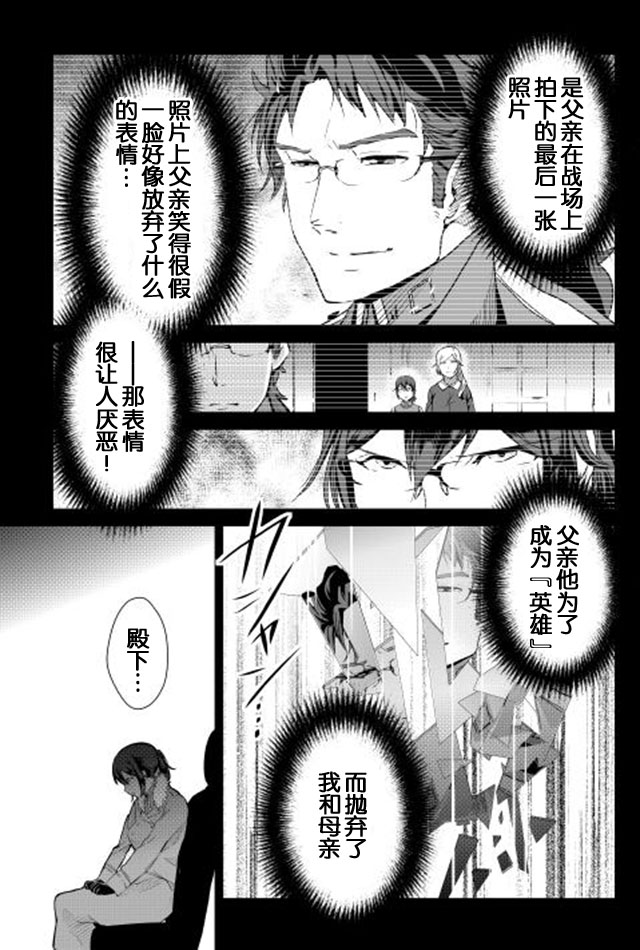 是父亲在战场上
拍下的最后一张
照片
照片上父亲笑得很假
一脸好像放弃了什么
的表情…
——那表情
很让人厌恶！
父亲他为了
成为『英雄』
而抛弃了
我和母亲
殿下…